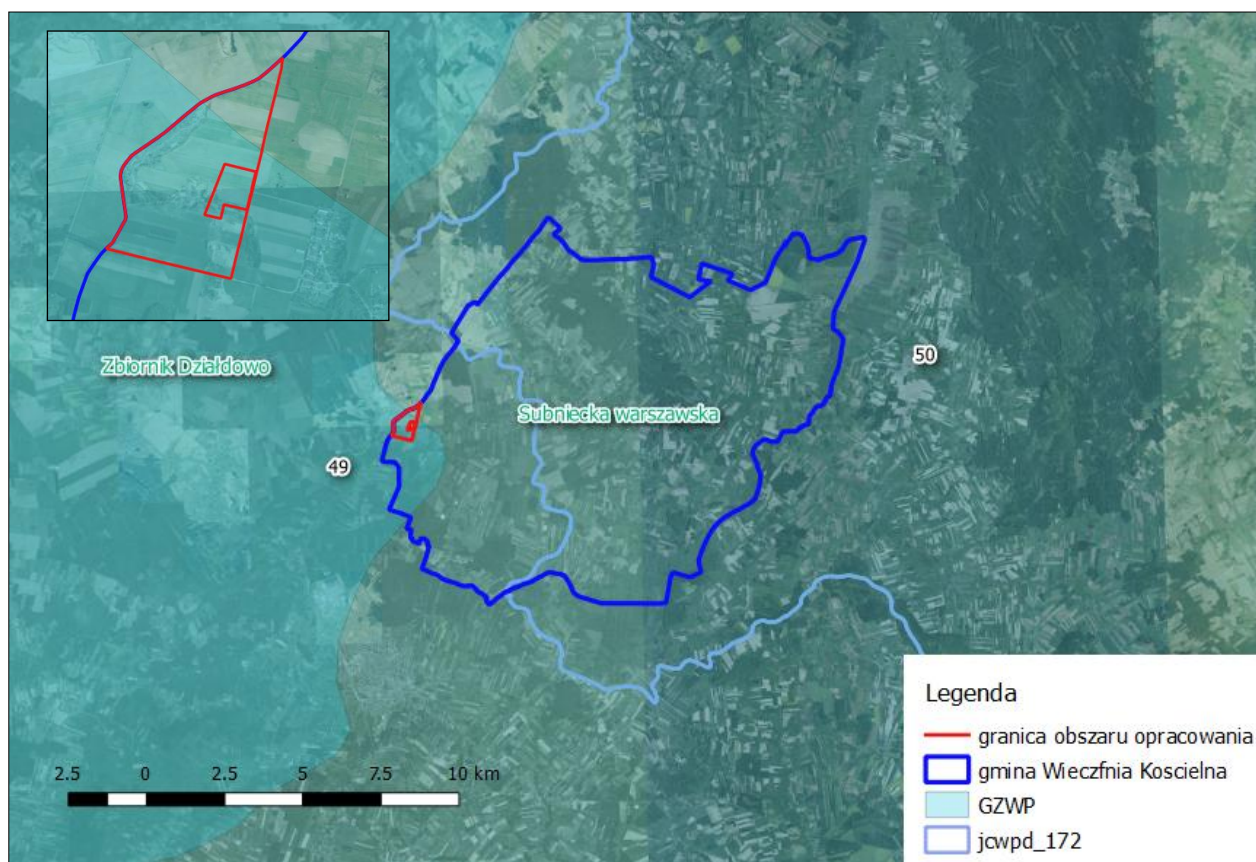 Zbiornik Działdowo
Subniecka warszawska
50
49
Legenda
granica obszaru opracowania
gmina Wieczfnia Koscielna
GZWP
jcwpd_172
2.5 0 2.5 5 7.5 10 km